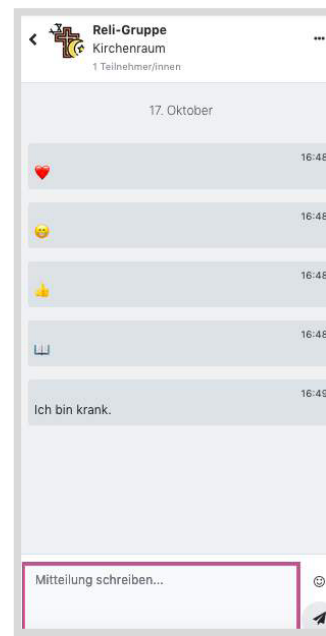 Reli-Gruppe
Kirchenraum
1 Teilnehmer/innen
17. Oktober
16:48
❤️
16:48
😁
16:48
👍
16:48
📖
16:49
Ich bin krank.
Mitteilung schreiben...